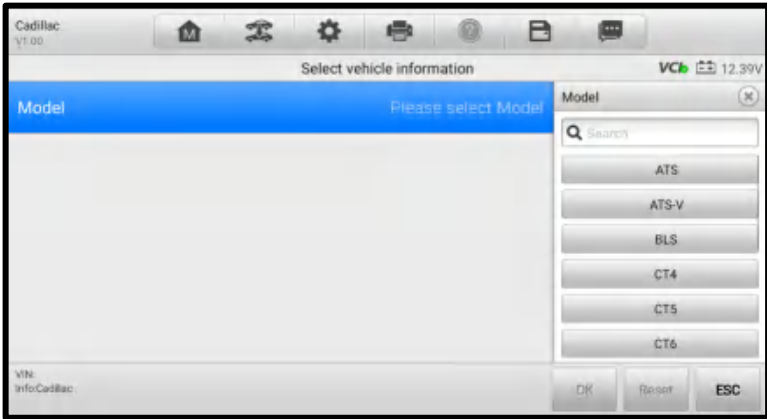 Cadillac
V1.00
M
?
Select vehicle information
VCI 12.39V
Model Please select Model
Model
Search
ATS
ATS-V
BLS
CT4
CT5
CT6
VIN:
Info:Cadillac
OK Reset ESC